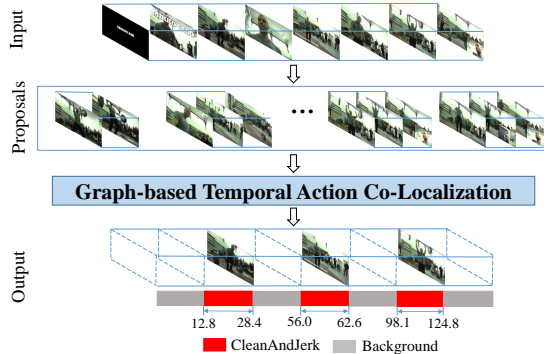 Input
Proposals
...
Graph-based Temporal Action Co-Localization
Output
12.8 28.4 56.0 62.6 98.1 124.8
CleanAndJerk Background